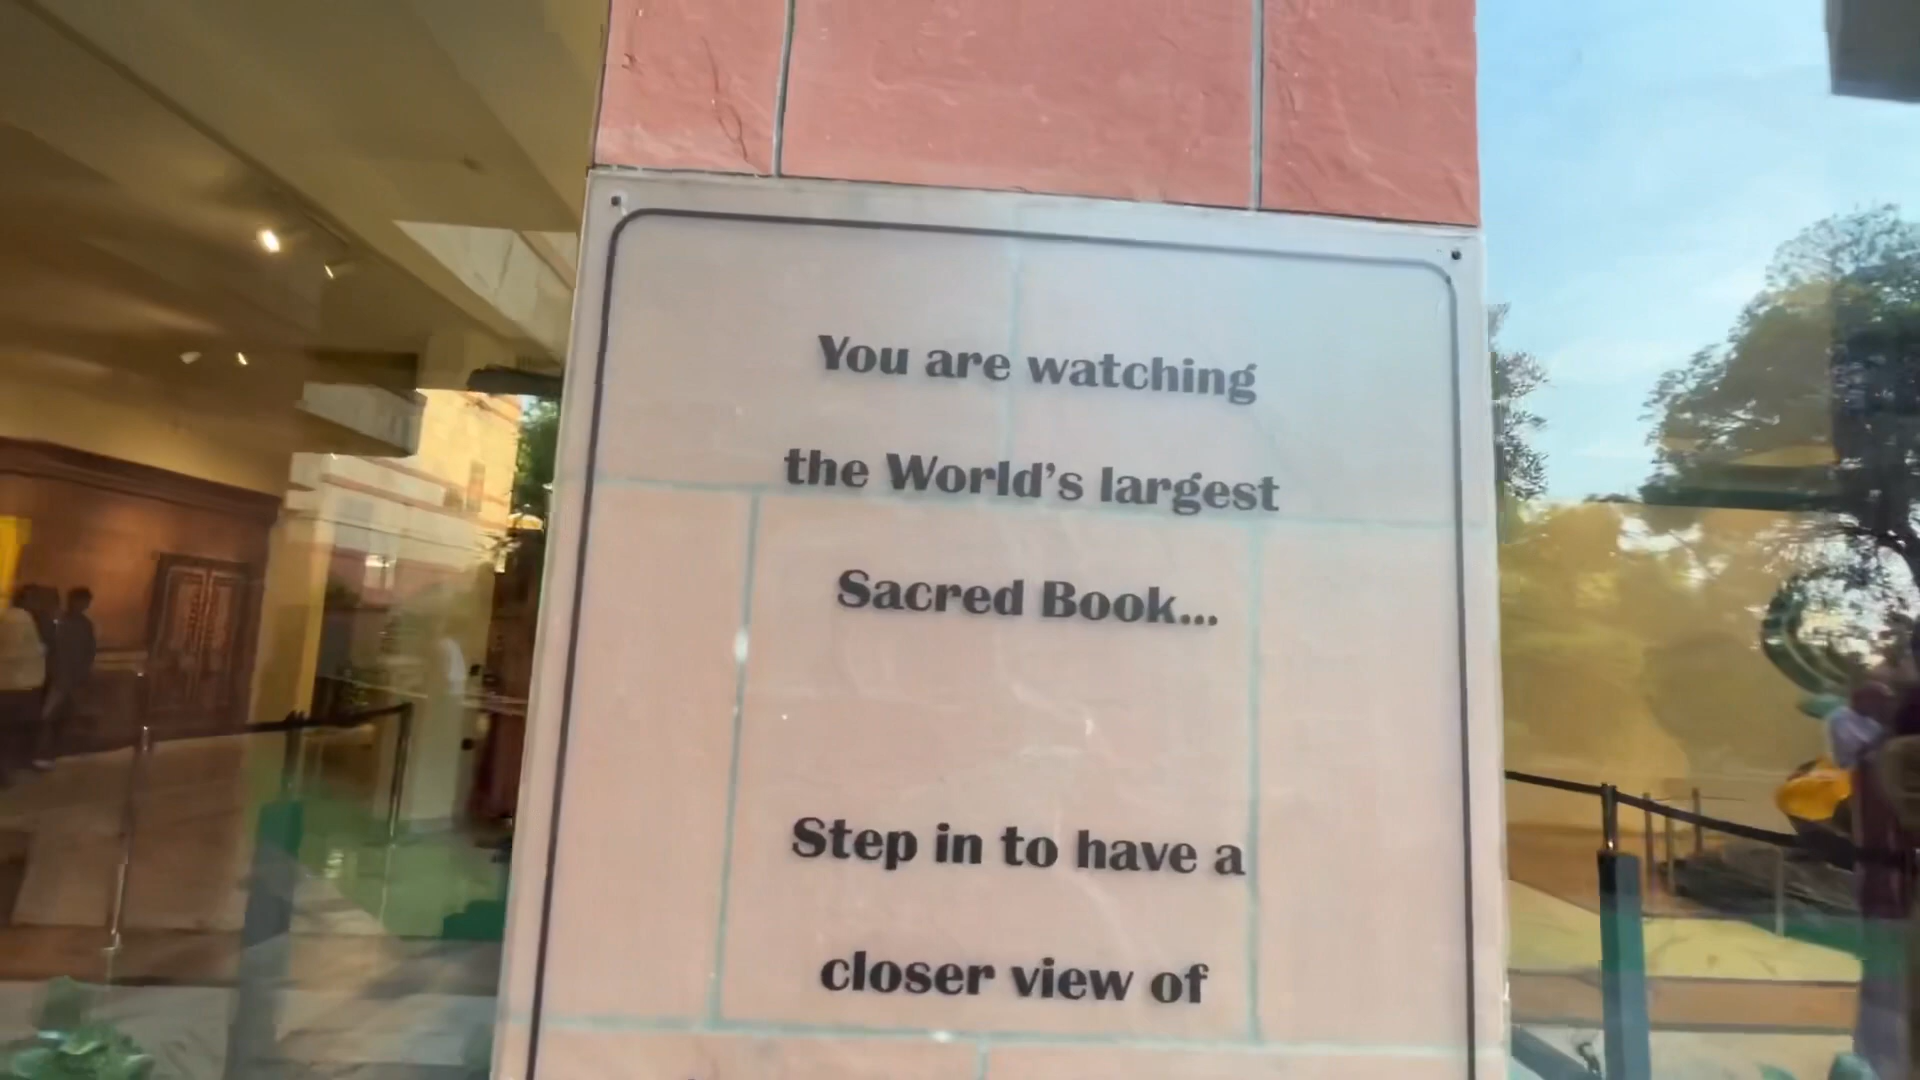 You are watching
the World's largest
Sacred Book...
Step in to have a
closer view of